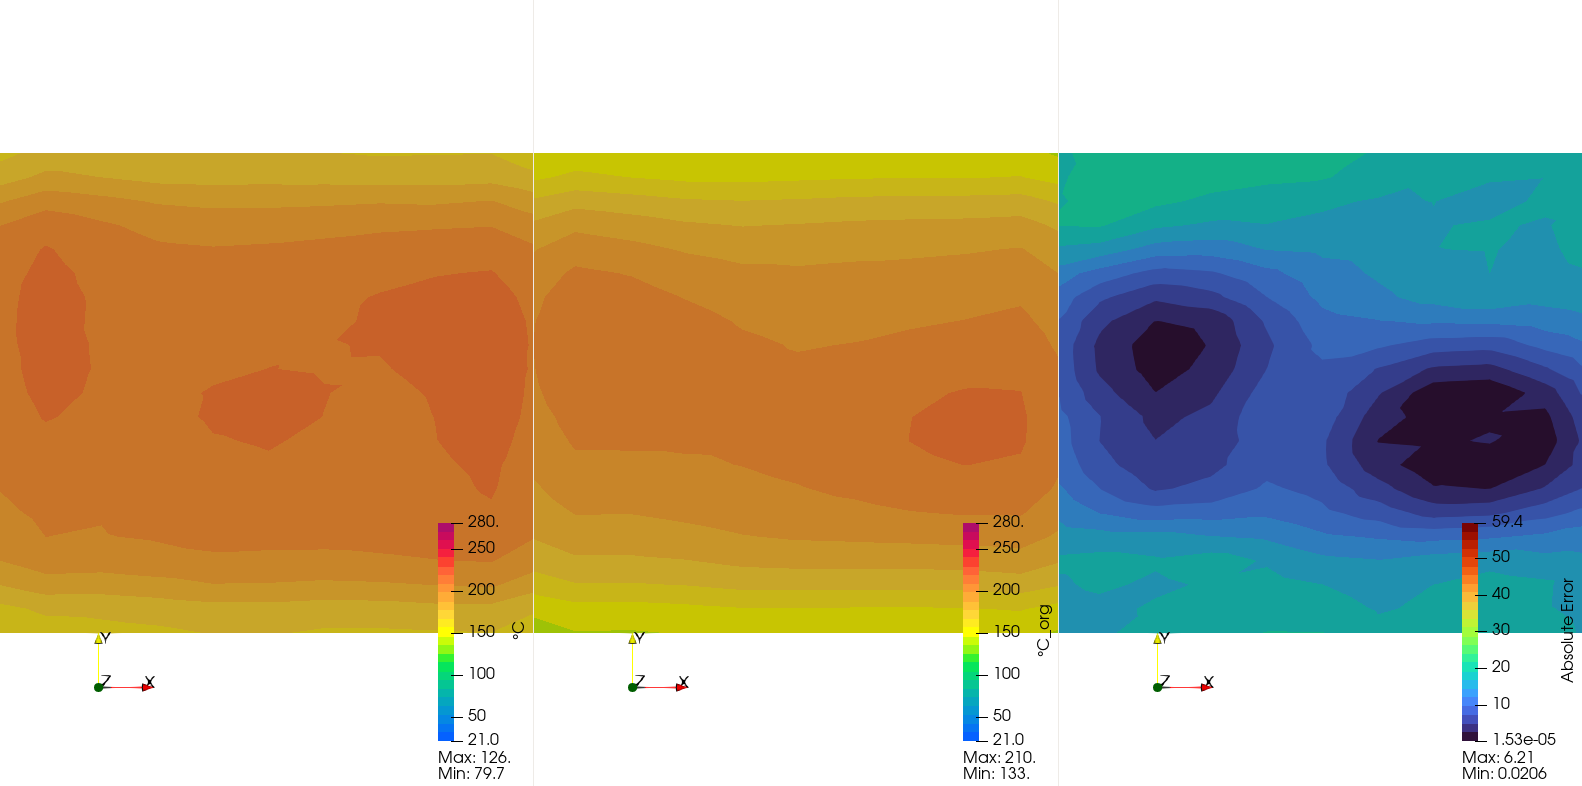 280.
250
200
150
100
50
21.0
°C
Max: 126.
Min: 79.7
Y
Z
X
280.
250
200
150
100
50
21.0
°C_org
Max: 210.
Min: 133.
Y
Z
X
59.4
50
40
30
20
10
1.53e-05
Absolute Error
Max: 6.21
Min: 0.0206
Y
Z
X